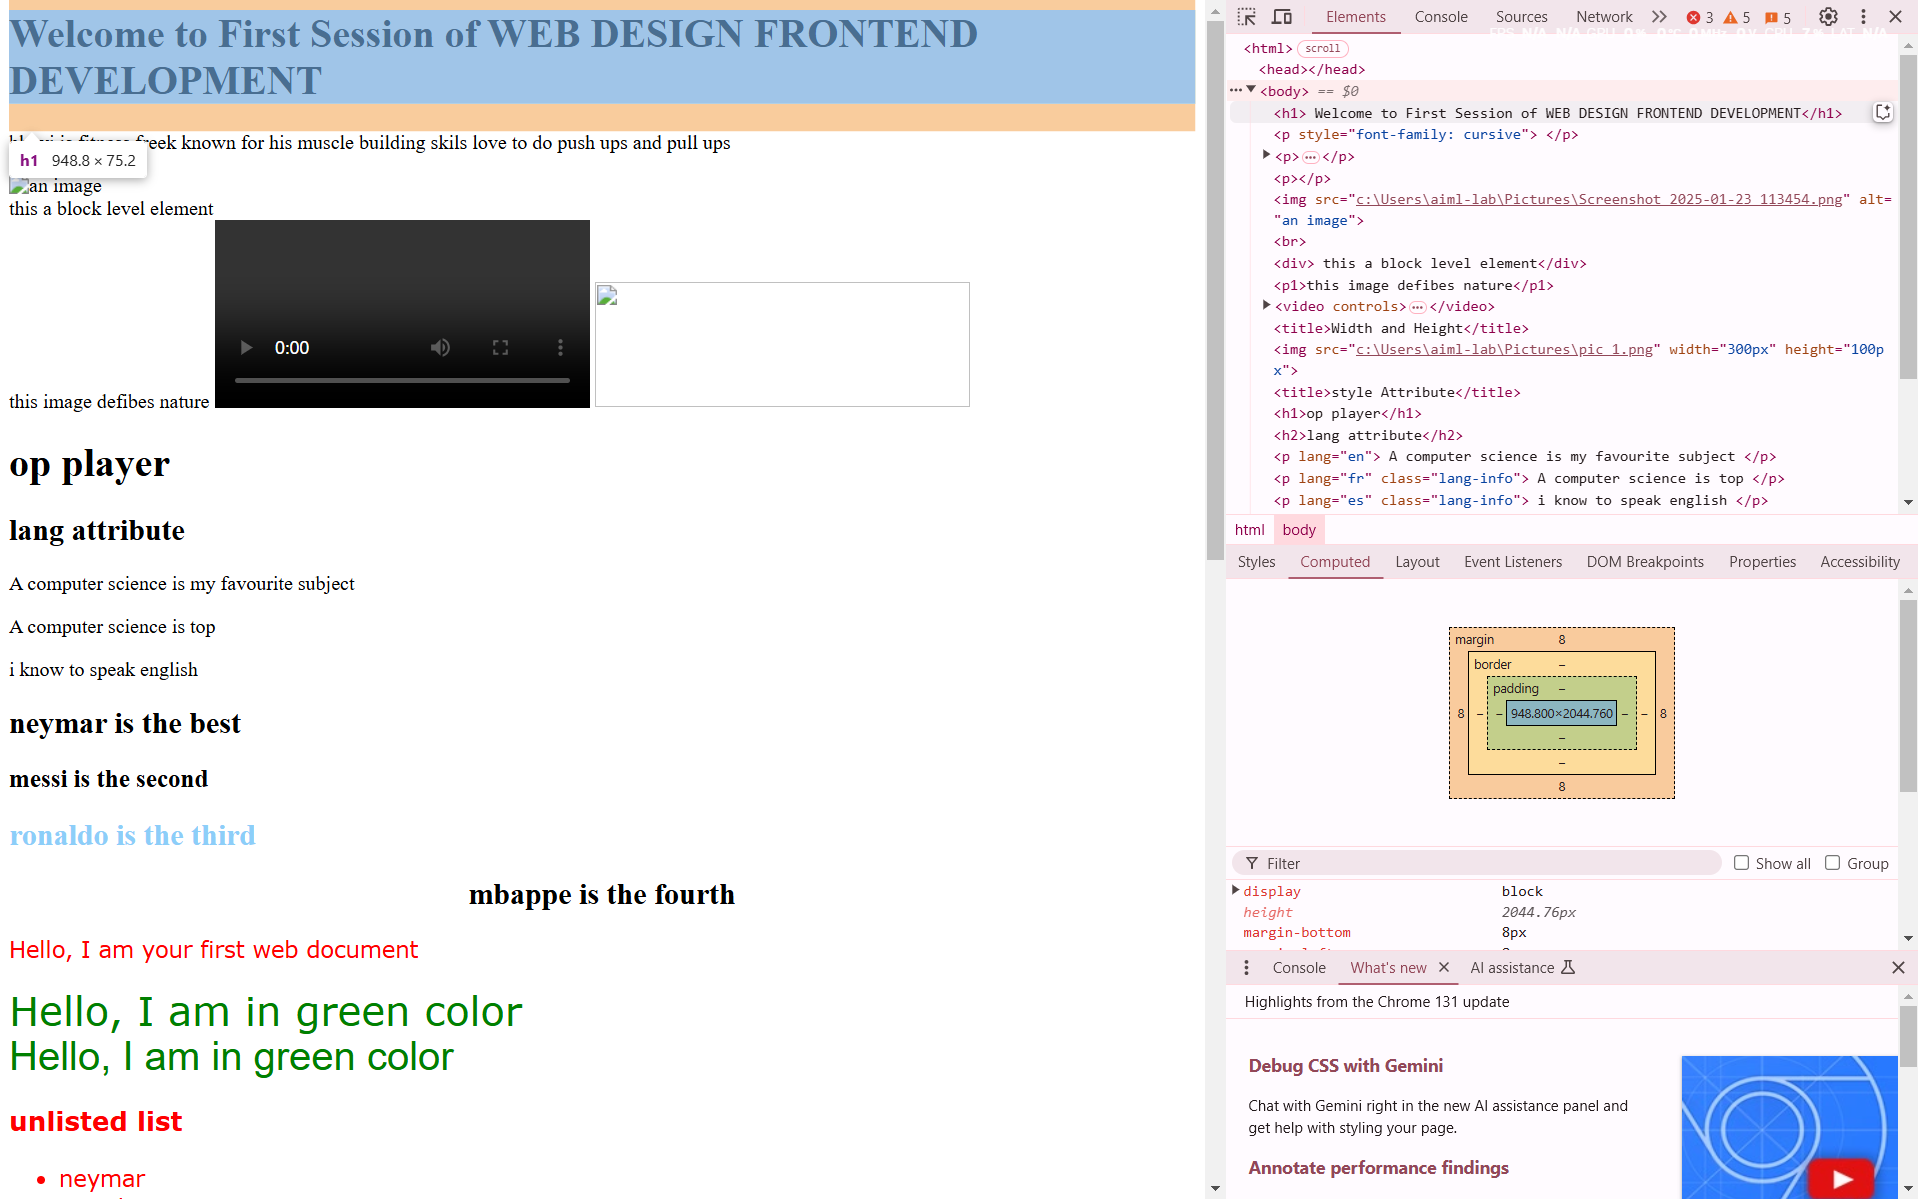 Welcome to First Session of WEB DESIGN FRONTEND
DEVELOPMENT
freek known for his muscle building skils love to do push ups and pull ups
h1 948.8 × 75.2
an image
this a block level element
0:00
this image defibes nature
op player
lang attribute
A computer science is my favourite subject
A computer science is top
i know to speak english
neymar is the best
messi is the second
ronaldo is the third
mbappe is the fourth
Hello, I am your first web document
Hello, I am in green color
Hello, I am in green color
unlisted list
• neymar
Elements Console Sources Network 3 5 5
<html> scroll
<head></head>
••• <body> == $0
<h1> Welcome to First Session of WEB DESIGN FRONTEND DEVELOPMENT</h1>
<p style="font-family: cursive"> </p>
<p> ••• </p>
<p></p>
<img src="c:\Users\aiml-lab\Pictures\Screenshot 2025-01-23 113454.png" alt=
"an image">
<br>
<div> this a block level element</div>
<p1>this image defibes nature</p1>
<video controls> ••• </video>
<title>Width and Height</title>
<img src="c:\Users\aiml-lab\Pictures\pic 1.png" width="300px" height="100p
x">
<title>style Attribute</title>
<h1>op player</h1>
<h2>lang attribute</h2>
<p lang="en"> A computer science is my favourite subject </p>
<p lang="fr" class="lang-info"> A computer science is top </p>
<p lang="es" class="lang-info"> i know to speak english </p>
html body
Styles Computed Layout Event Listeners DOM Breakpoints Properties Accessibility
margin 8
border –
padding –
8 – – 948.800×2044.760 – – 8
–
–
8
Filter Show all Group
display block
height 2044.76px
margin-bottom 8px
Console What's new AI assistance
Highlights from the Chrome 131 update
Debug CSS with Gemini
Chat with Gemini right in the new AI assistance panel and
get help with styling your page.
Annotate performance findings